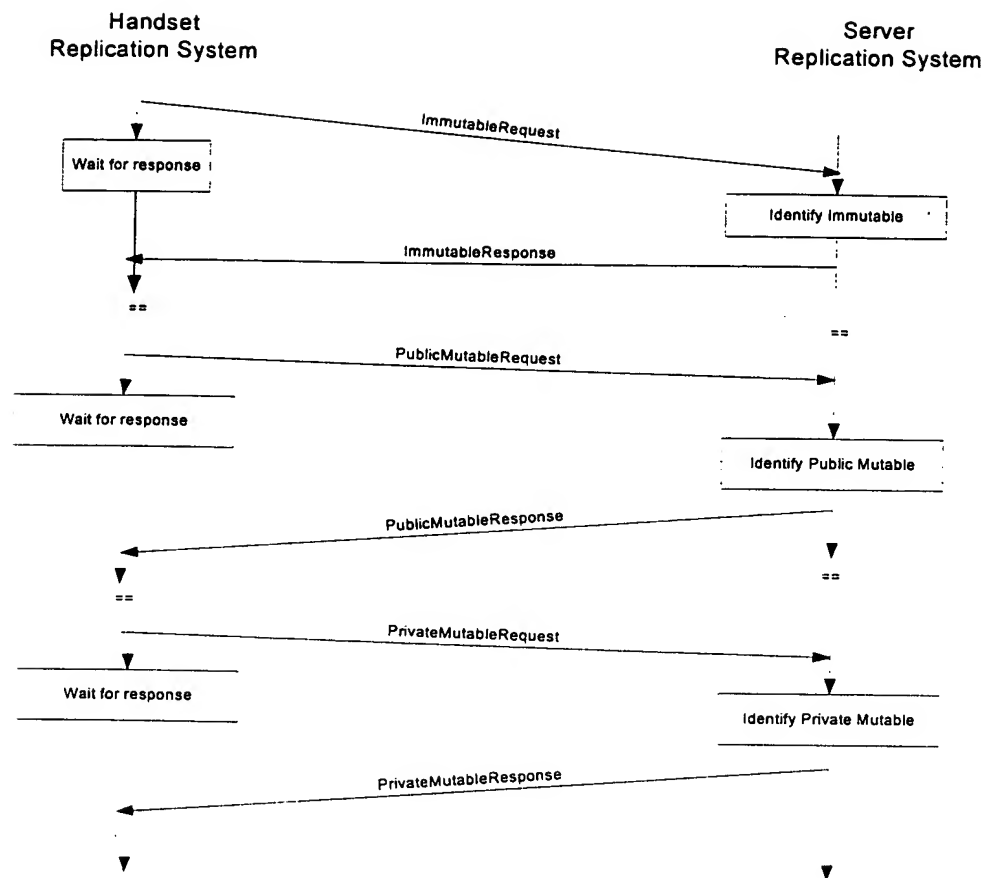 Handset
Replication System
Server
Replication System
ImmutableRequest
Wait for response
Identify Immutable
ImmutableResponse
==
==
PublicMutableRequest
Wait for response
Identify Public Mutable
PublicMutableResponse
==
==
PrivateMutableRequest
Wait for response
Identify Private Mutable
PrivateMutableResponse